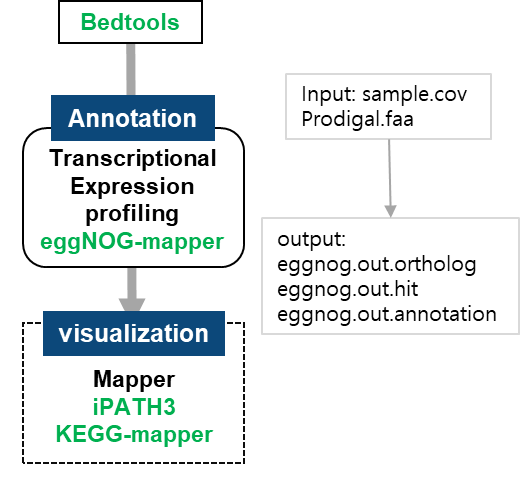 Bedtools
Annotation
Transcriptional
Expression
profiling
eggNOG-mapper
visualization
Mapper
iPATH3
KEGG-mapper
Input: sample.cov
Prodigal.faa
output:
eggnog.out.ortholog
eggnog.out.hit
eggnog.out.annotation